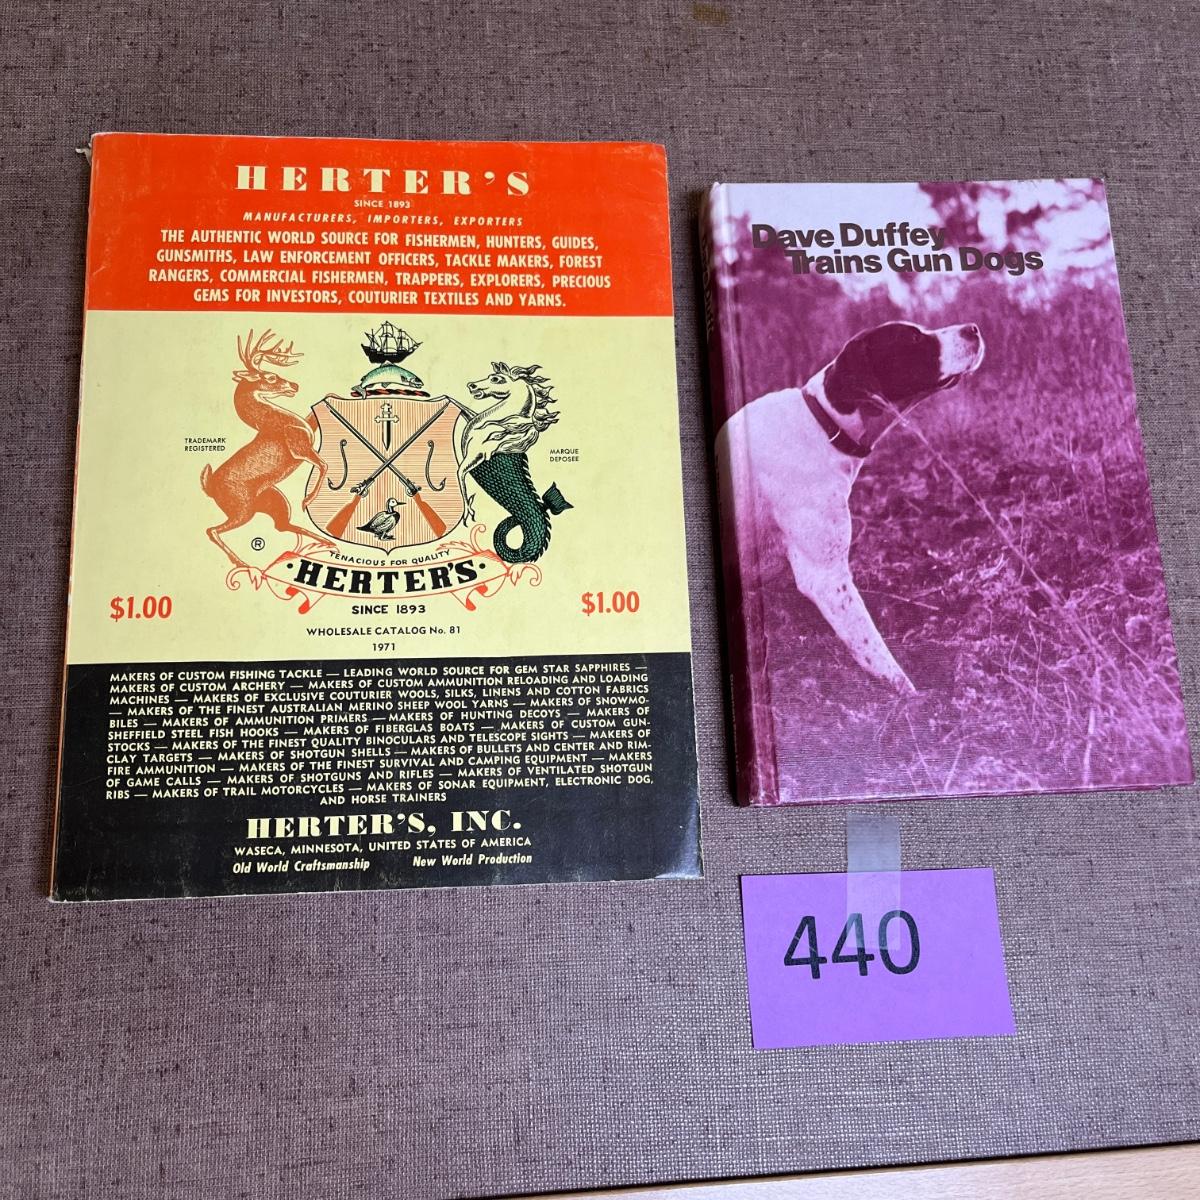 HERTER'S
SINCE 1893
MANUFACTURERS, IMPORTERS, EXPORTERS
THE AUTHENTIC WORLD SOURCE FOR FISHERMEN, HUNTERS, GUIDES,
GUNSMITHS, LAW ENFORCEMENT OFFICERS, TACKLE MAKERS, FOREST
RANGERS, COMMERCIAL FISHERMEN, TRAPPERS, EXPLORERS, PRECIOUS
GEMS FOR INVESTORS, COUTURIER TEXTILES AND YARNS.
TRADEMARK
REGISTERED
MARQUE
DEPOSEE
®
TENACIOUS FOR QUALITY
·HERTER'S·
SINCE 1893
$1.00
$1.00
WHOLESALE CATALOG No. 81
1971
MAKERS OF CUSTOM FISHING TACKLE — LEADING WORLD SOURCE FOR GEM STAR SAPPHIRES —
MAKERS OF CUSTOM ARCHERY — MAKERS OF CUSTOM AMMUNITION RELOADING AND LOADING
MACHINES — MAKERS OF EXCLUSIVE COUTURIER WOOLS, SILKS, LINENS AND COTTON FABRICS
— MAKERS OF THE FINEST AUSTRALIAN MERINO SHEEP WOOL YARNS — MAKERS OF SNOWMO-
BILES — MAKERS OF AMMUNITION PRIMERS — MAKERS OF HUNTING DECOYS — MAKERS OF
SHEFFIELD STEEL FISH HOOKS — MAKERS OF FIBERGLAS BOATS — MAKERS OF CUSTOM GUN-
STOCKS — MAKERS OF THE FINEST QUALITY BINOCULARS AND TELESCOPE SIGHTS — MAKERS OF
CLAY TARGETS — MAKERS OF SHOTGUN SHELLS — MAKERS OF BULLETS AND CENTER AND RIM-
FIRE AMMUNITION — MAKERS OF THE FINEST SURVIVAL AND CAMPING EQUIPMENT — MAKERS
OF GAME CALLS — MAKERS OF SHOTGUNS AND RIFLES — MAKERS OF VENTILATED SHOTGUN
RIBS — MAKERS OF TRAIL MOTORCYCLES — MAKERS OF SONAR EQUIPMENT, ELECTRONIC DOG,
AND HORSE TRAINERS
HERTER'S, INC.
WASECA, MINNESOTA, UNITED STATES OF AMERICA
Old World Craftsmanship New World Production
Dave Duffey
Trains Gun Dogs
440